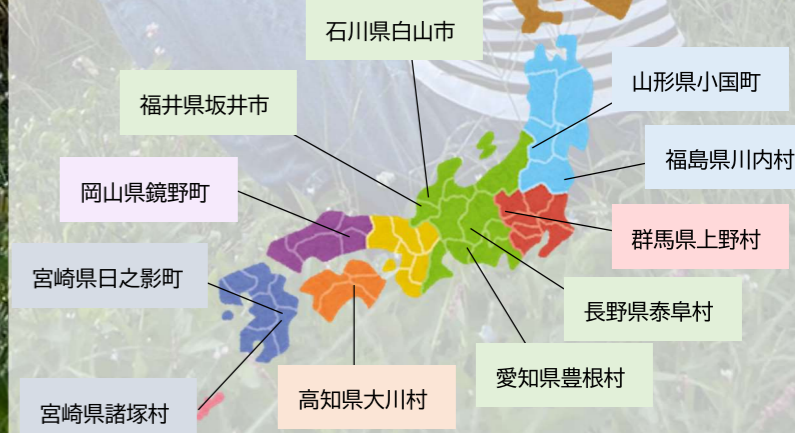 石川県白山市
山形県小国町
福井県坂井市
福島県川内村
岡山県鏡野町
群馬県上野村
宮崎県日之影町
長野県泰阜村
愛知県豊根村
高知県大川村
宮崎県諸塚村